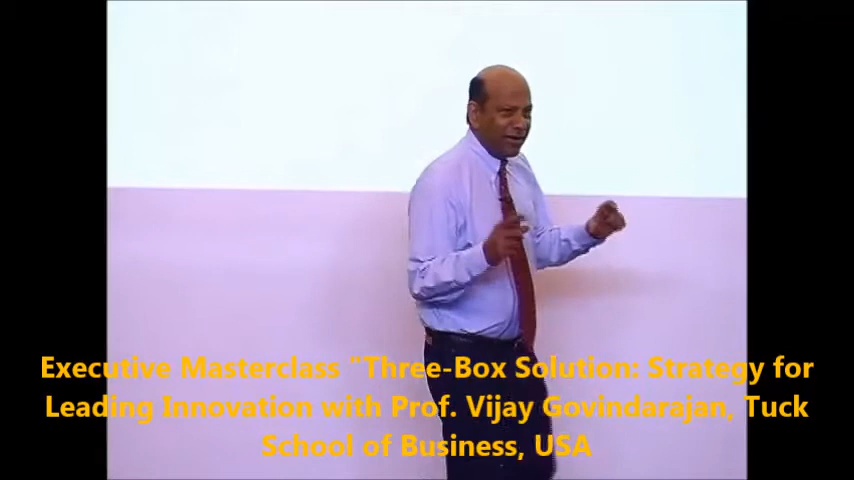 Executive Masterclass "Three-Box Solution: Strategy for
Leading Innovation with Prof. Vijay Govindarajan, Tuck
School of Business, USA